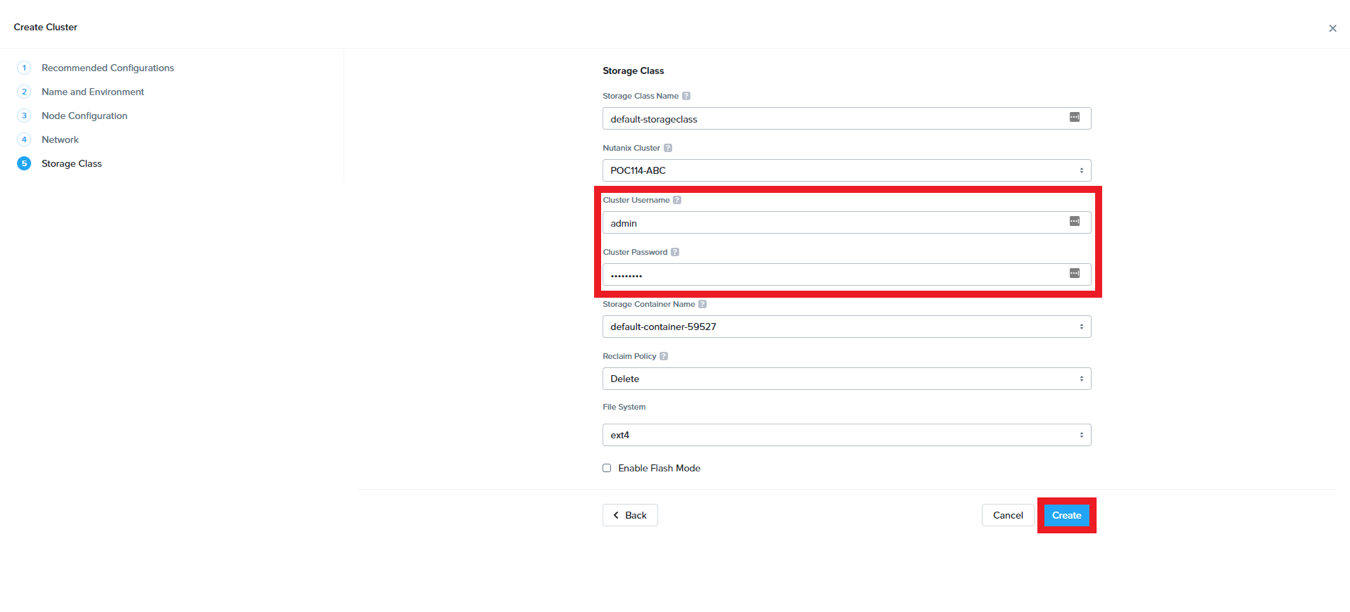 Create Cluster
×
1 Recommended Configurations
2 Name and Environment
3 Node Configuration
4 Network
5 Storage Class
Storage Class
Storage Class Name ?
default-storageclass
Nutanix Cluster ?
POC114-ABC
Cluster Username ?
admin
Cluster Password ?
•••••••••
Storage Container Name ?
default-container-59527
Reclaim Policy ?
Delete
File System
ext4
Enable Flash Mode
Back
Cancel
Create